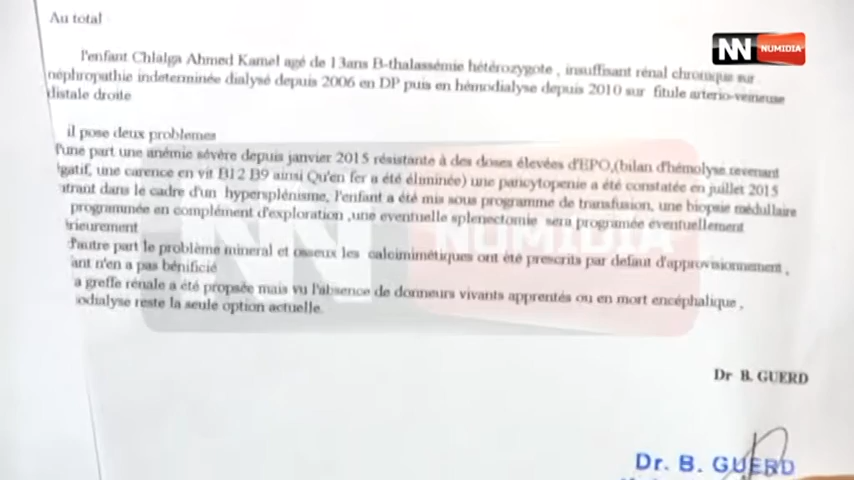 Au total
NN NUMIDIA
l'enfant Chlalga Ahmed Kamel agé de 13ans B-thalassémie hétérozygote , insuffisant rénal chronique sur
néphropathie indeterminée dialysé depuis 2006 en DP puis en hémodialyse depuis 2010 sur fitule arterio-veineuse
distale droite
il pose deux problemes
l'une part une anémie sévère depuis janvier 2015 résistante à des doses élevées d'EPO,(bilan d'hémolyse revenant
igatif, une carence en vit B12 B9 ainsi Qu'en fer a été éliminée) une pancytopenie a été constatée en juillet 2015
atrant dans le cadre d'un hypersplénisme, l'enfant a été mis sous programme de transfusion, une biopsie médullaire
programmée en complément d'exploration ,une eventuelle splenectomie sera programée éventuellement
érieurement
d'autre part le problème mineral et osseux les calcimimétiques ont été prescrits par defaut d'approvisionnement ,
ant n'en a pas bénificié
a greffe rénale a été propsée mais vu l'absence de donneurs vivants apprentés ou en mort encéphalique ,
iodialyse reste la seule option actuelle.
NUMIDIA
Dr B. GUERD
Dr. B. GUERD